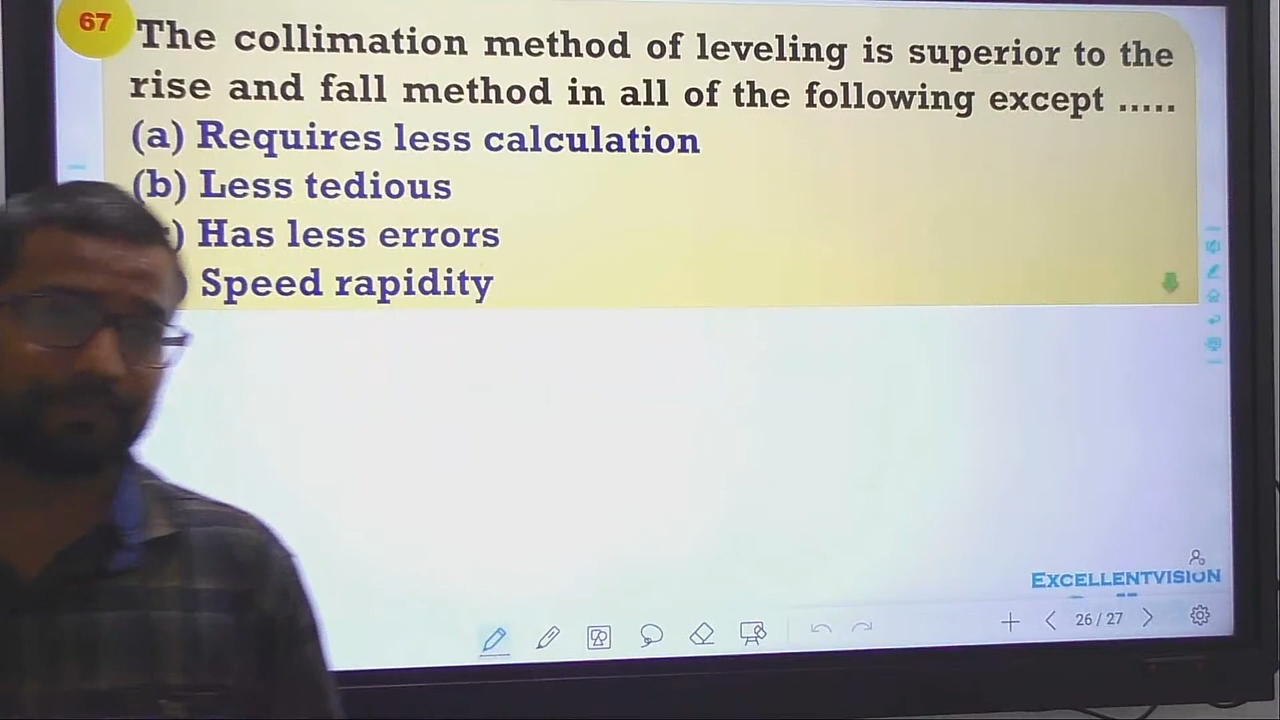 67
The collimation method of leveling is superior to the
rise and fall method in all of the following except .....
(a) Requires less calculation
(b) Less tedious
) Has less errors
Speed rapidity
EXCELLENTVISION
26/27